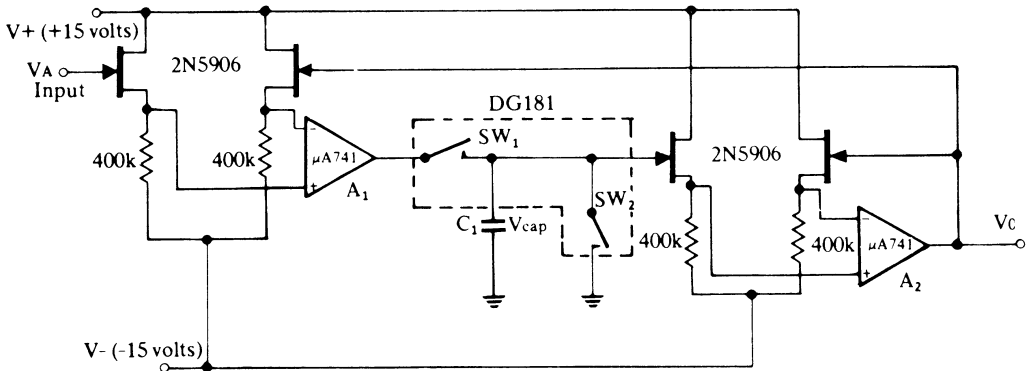 V+ (+15 volts)
VA
Input
2N5906
400k
400k
−
μA741
+
A1
DG181
SW1
SW2
C1
Vcap
2N5906
400k
400k
−
μA741
+
A2
VO
V- (-15 volts)